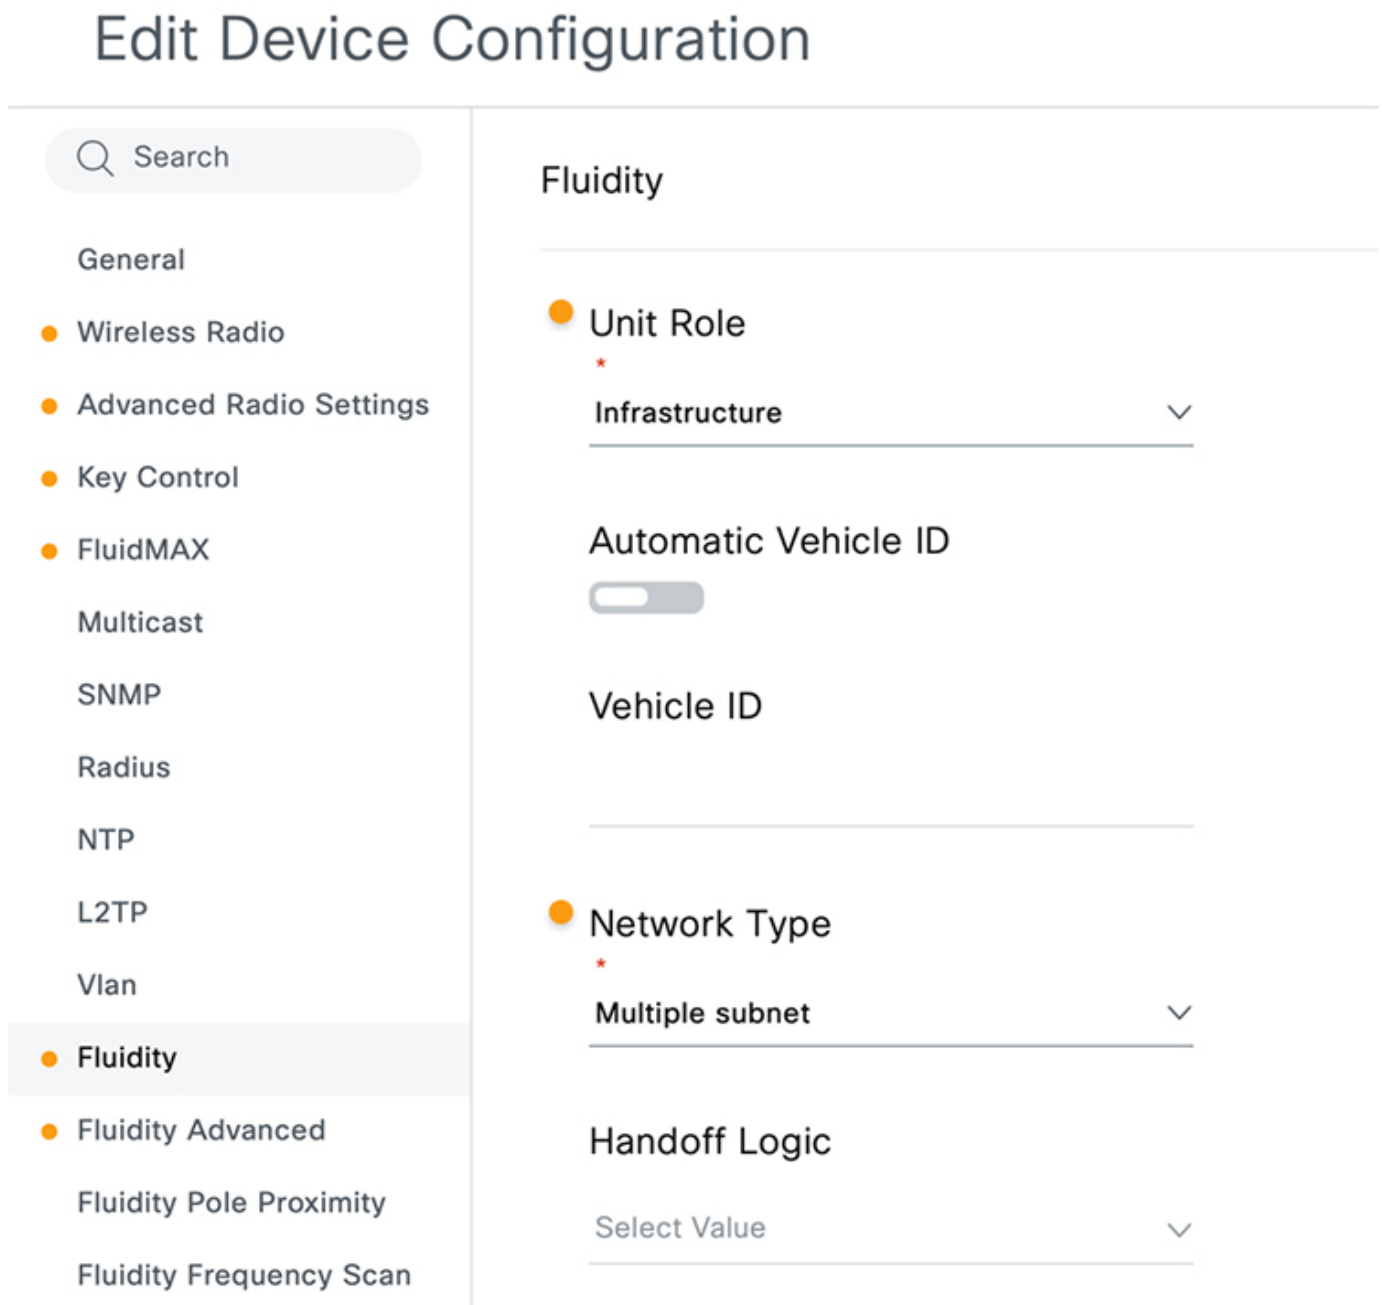 Edit Device Configuration
Search
General
Wireless Radio
Advanced Radio Settings
Key Control
FluidMAX
Multicast
SNMP
Radius
NTP
L2TP
Vlan
Fluidity
Fluidity Advanced
Fluidity Pole Proximity
Fluidity Frequency Scan
Fluidity
Unit Role
*
Infrastructure
Automatic Vehicle ID
Vehicle ID
Network Type
*
Multiple subnet
Handoff Logic
Select Value